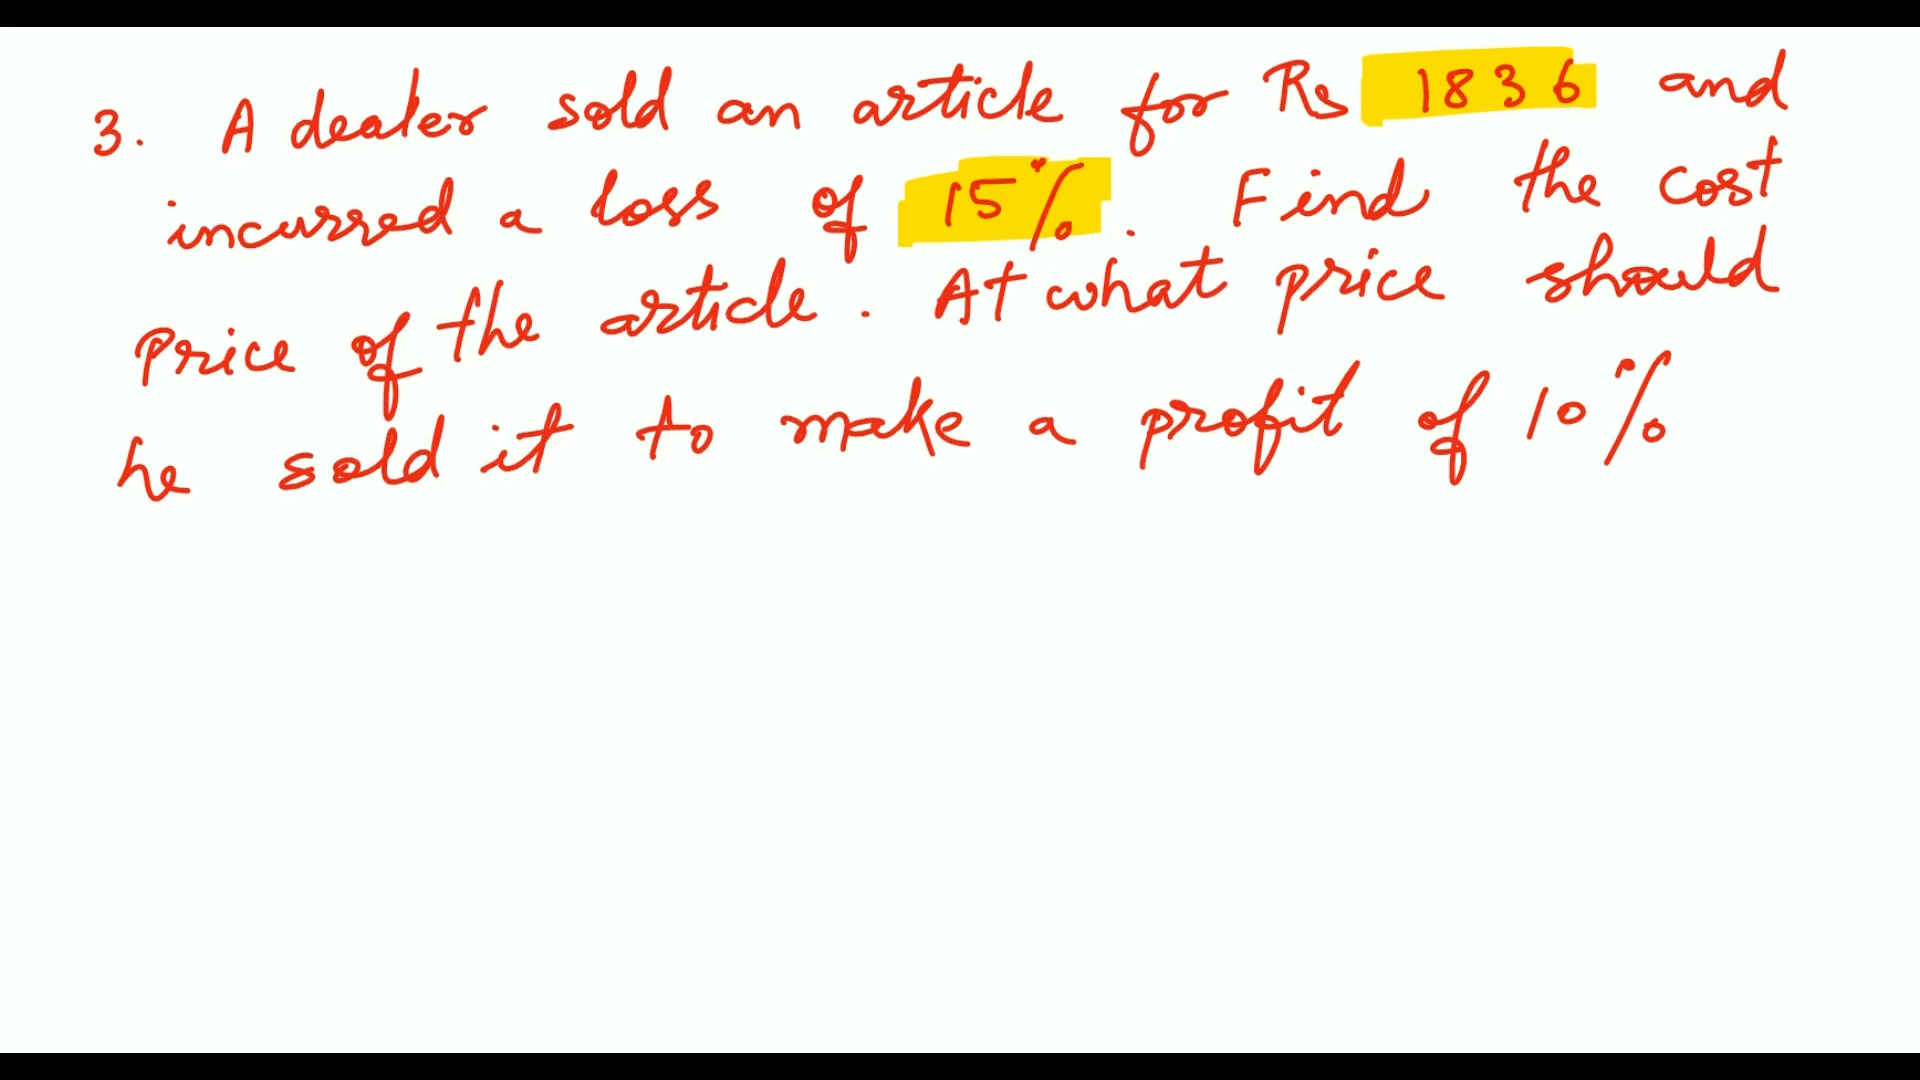 3. A dealer sold an article for Rs 1836 and
incurred a loss of 15%. Find the cost
price of the article. At what price should
he sold it to make a profit of 10%